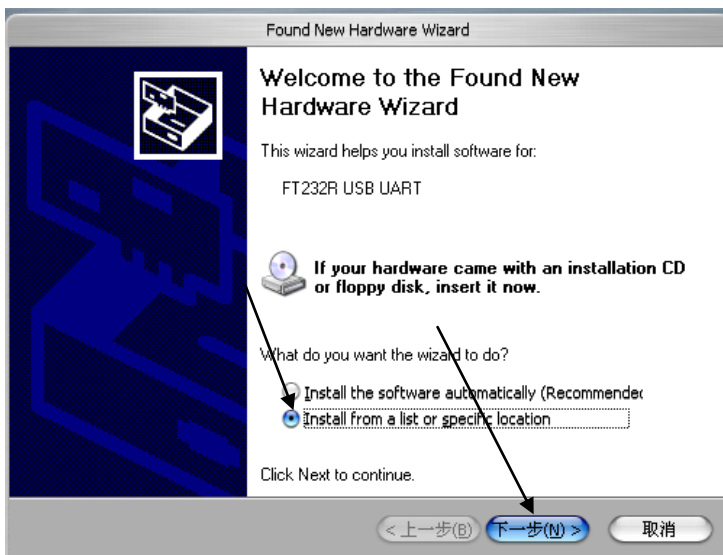 Found New Hardware Wizard
Welcome to the Found New
Hardware Wizard
This wizard helps you install software for:
FT232R USB UART
If your hardware came with an installation CD
or floppy disk, insert it now.
What do you want the wizard to do?
Install the software automatically (Recommended
Install from a list or specific location
Click Next to continue.
< 上一步(B) 下一步(N) > 取消